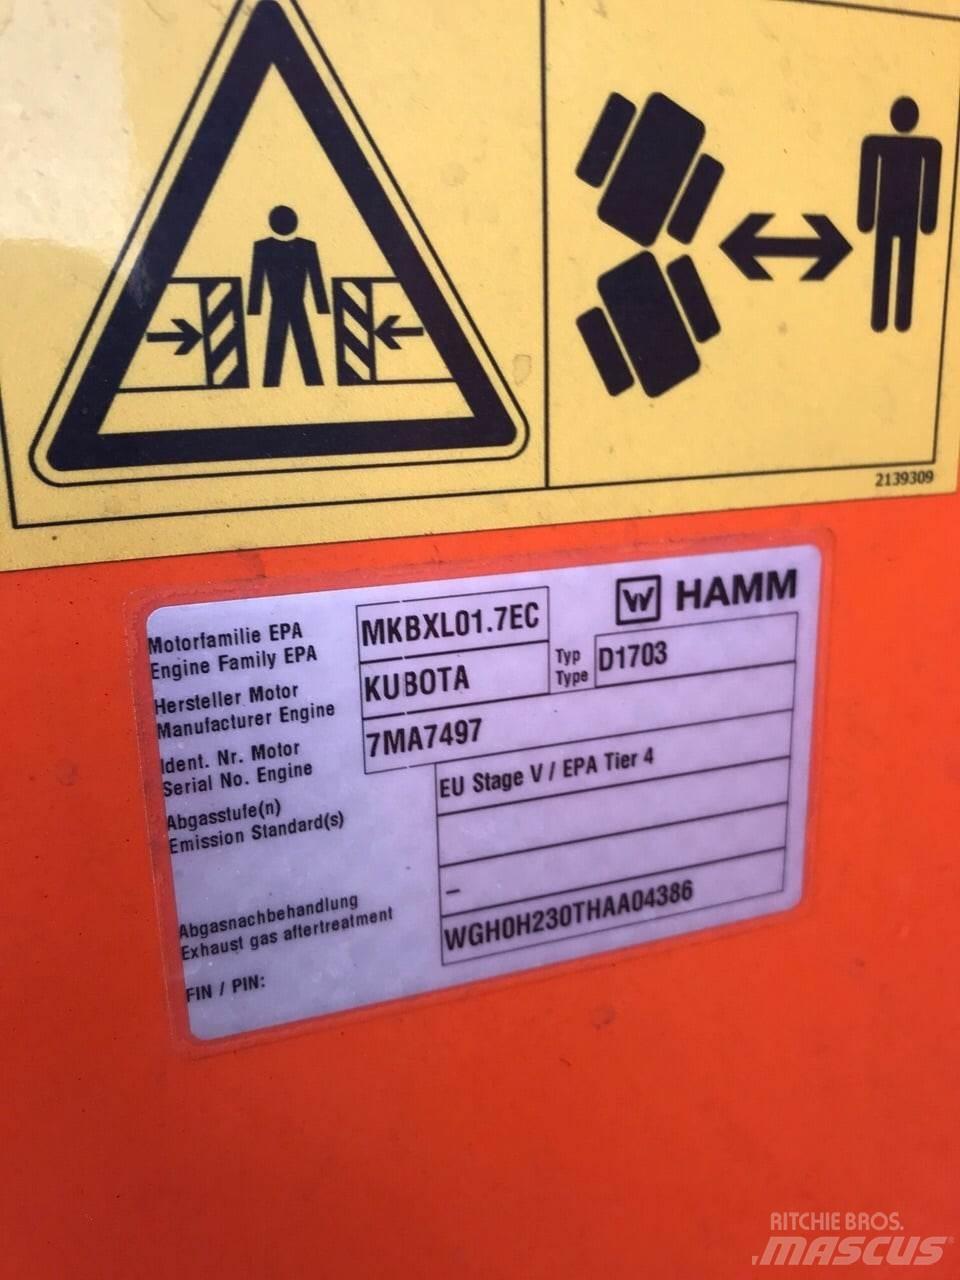 2139309
HAMM
Motorfamilie EPA
Engine Family EPA
MKBXL01.7EC
Hersteller Motor
Manufacturer Engine
KUBOTA
Typ
Type
D1703
Ident. Nr. Motor
Serial No. Engine
7MA7497
Abgasstufe(n)
Emission Standard(s)
EU Stage V / EPA Tier 4
Abgasnachbehandlung
Exhaust gas aftertreatment
–
FIN / PIN:
WGH0H230THAA04386
RITCHIE BROS.
MASCUS